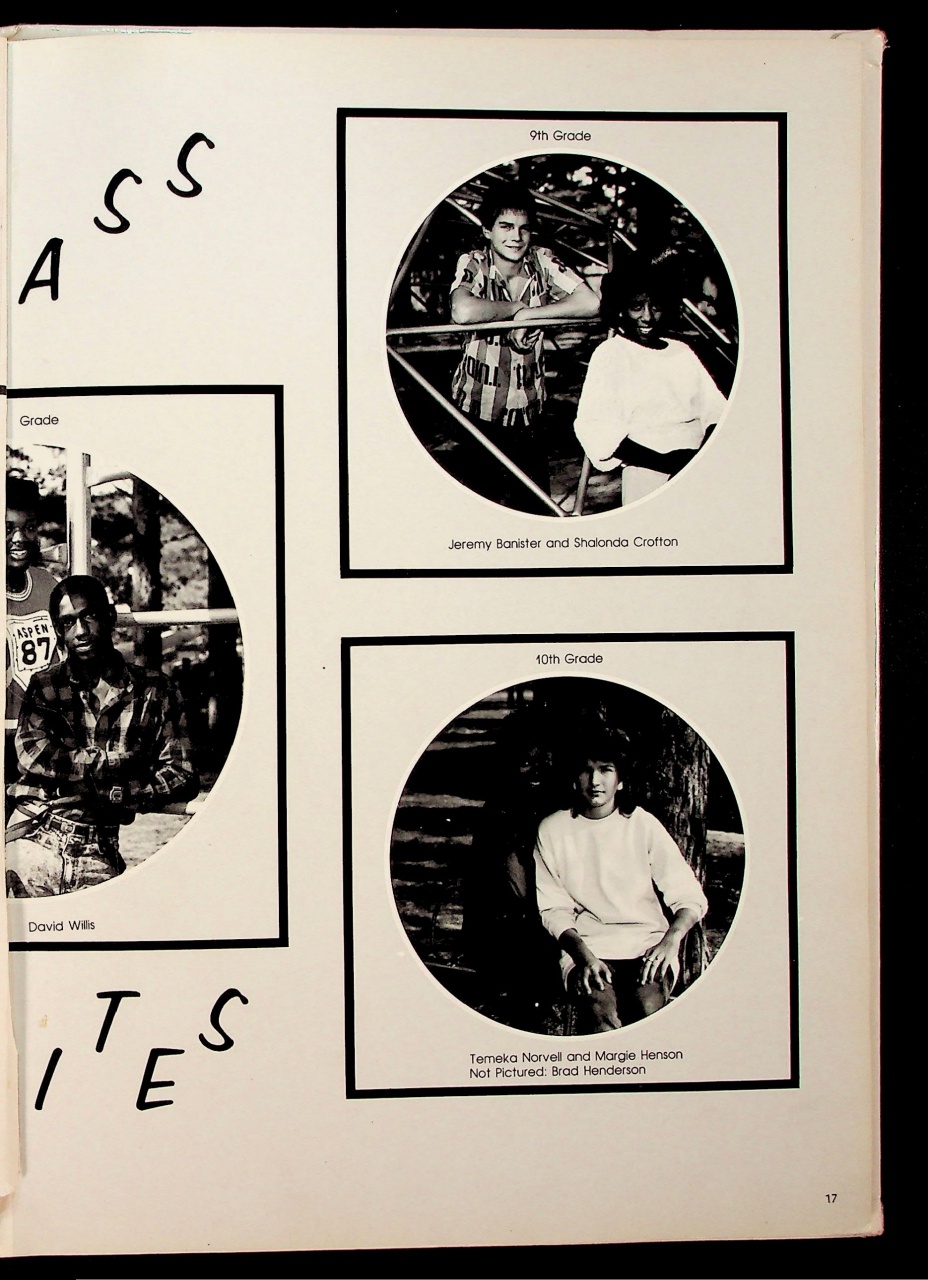 ASS
Grade
ASPEN
87
David Willis
ITES
9th Grade
Jeremy Banister and Shalonda Crofton
10th Grade
Temeka Norvell and Margie Henson
Not Pictured: Brad Henderson
17